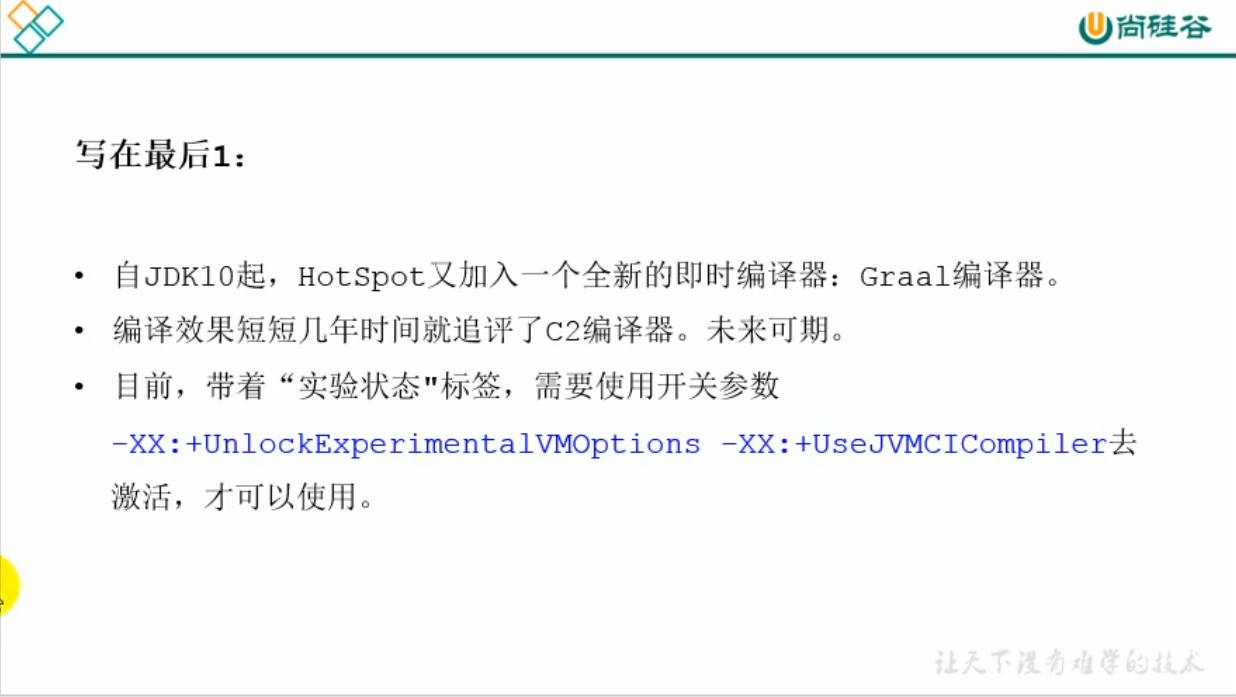 尚硅谷
写在最后1：
• 自JDK10起，HotSpot又加入一个全新的即时编译器：Graal编译器。
• 编译效果短短几年时间就追评了C2编译器。未来可期。
• 目前，带着“实验状态"标签，需要使用开关参数
-XX:+UnlockExperimentalVMOptions -XX:+UseJVMCICompiler去
激活，才可以使用。
让天下没有难学的技术